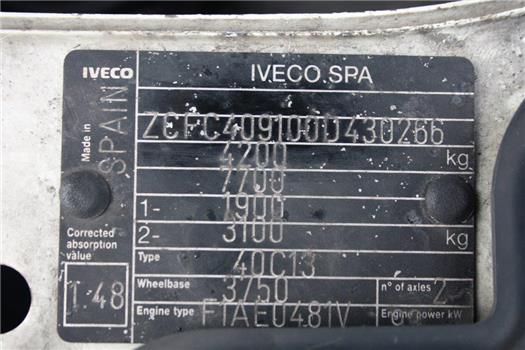 IVECO IVECO.SPA
Made in SPAIN
ZCFC409100D430266
4200 kg
7700
1- 1900
2- 3100 kg
Corrected absorption value
1.48
Type 40C13
Wheelbase 3750 n° of axles 2
Engine type F1AE0481V Engine power kW